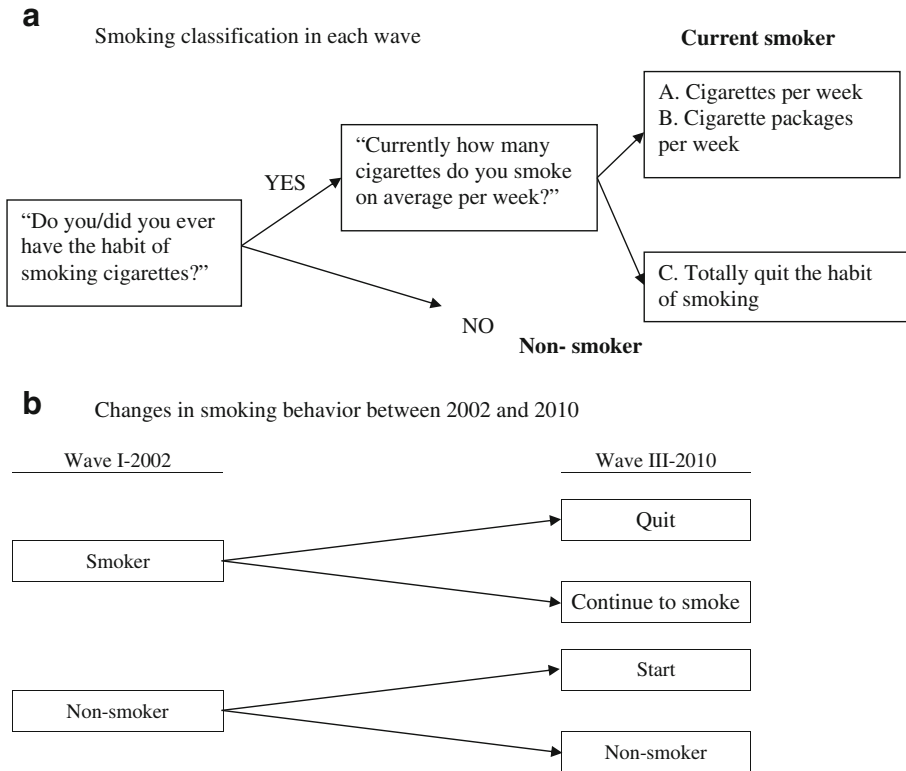 a
Smoking classification in each wave
Current smoker
A. Cigarettes per week
B. Cigarette packages
per week
“Currently how many
cigarettes do you smoke
on average per week?”
YES
“Do you/did you ever
have the habit of
smoking cigarettes?”
C. Totally quit the habit
of smoking
NO
Non- smoker
b
Changes in smoking behavior between 2002 and 2010
Wave I-2002
Wave III-2010
Quit
Smoker
Continue to smoke
Start
Non-smoker
Non-smoker